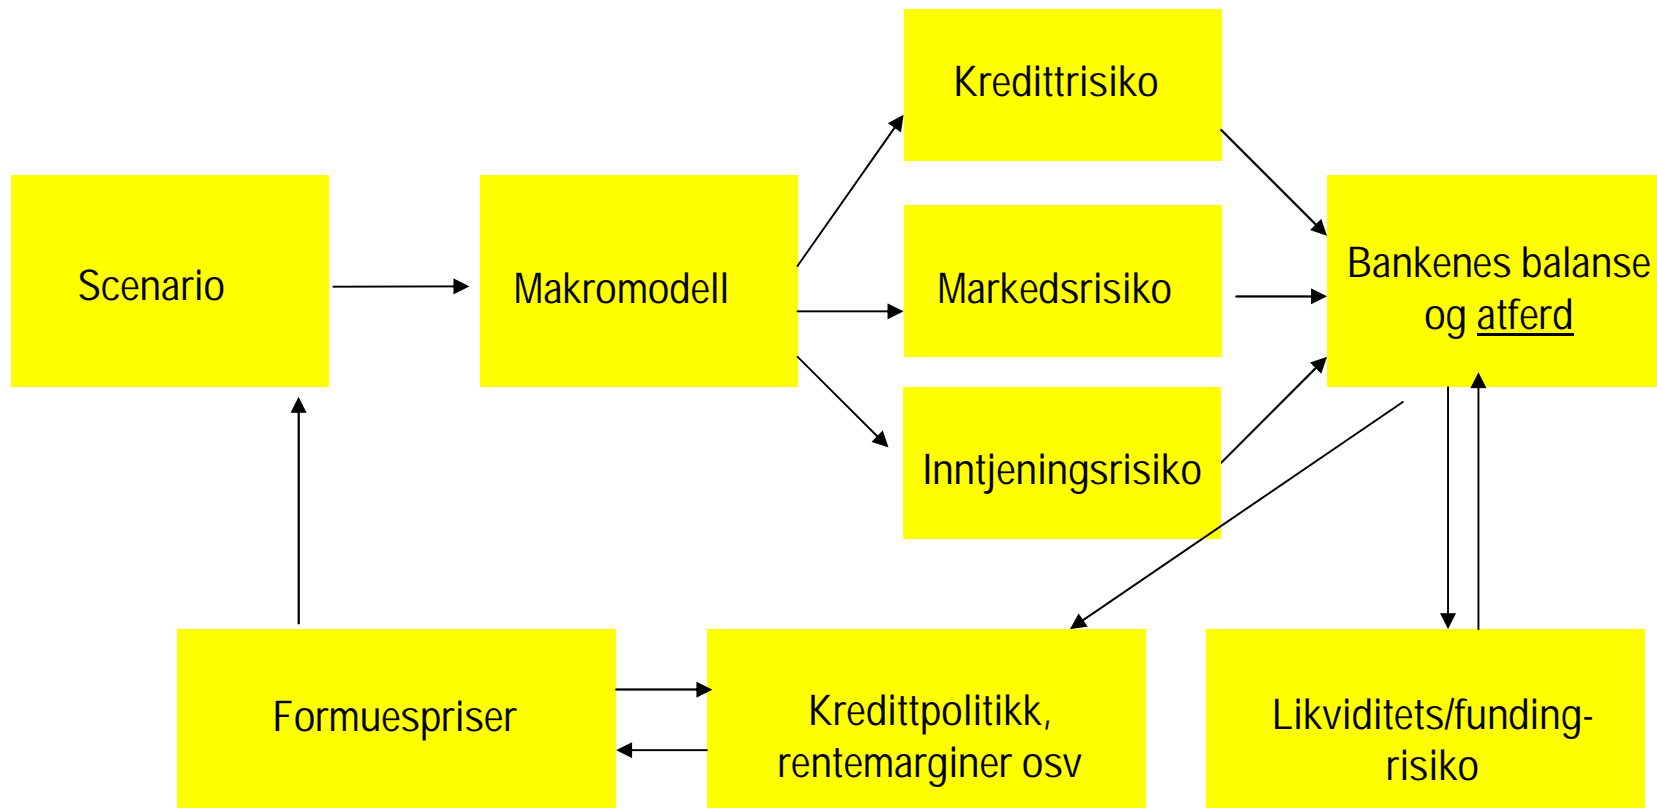 Kredittrisiko
Scenario
Makromodell
Markedsrisiko
Bankenes balanse
og atferd
Inntjeningsrisiko
Formuespriser
Kredittpolitikk,
rentemarginer osv
Likviditets/funding-
risiko